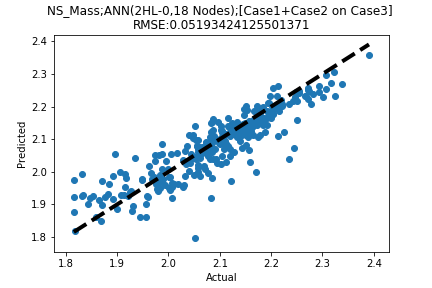 NS_Mass;ANN(2HL-0,18 Nodes);[Case1+Case2 on Case3]
RMSE:0.05193424125501371
2.4
2.3
2.2
2.1
2.0
1.9
1.8
Predicted
1.8 1.9 2.0 2.1 2.2 2.3 2.4
Actual